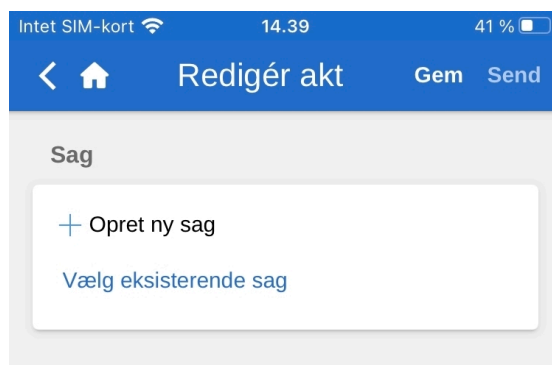 Intet SIM-kort 14.39 41 %
Redigér akt Gem Send
Sag
Opret ny sag
Vælg eksisterende sag